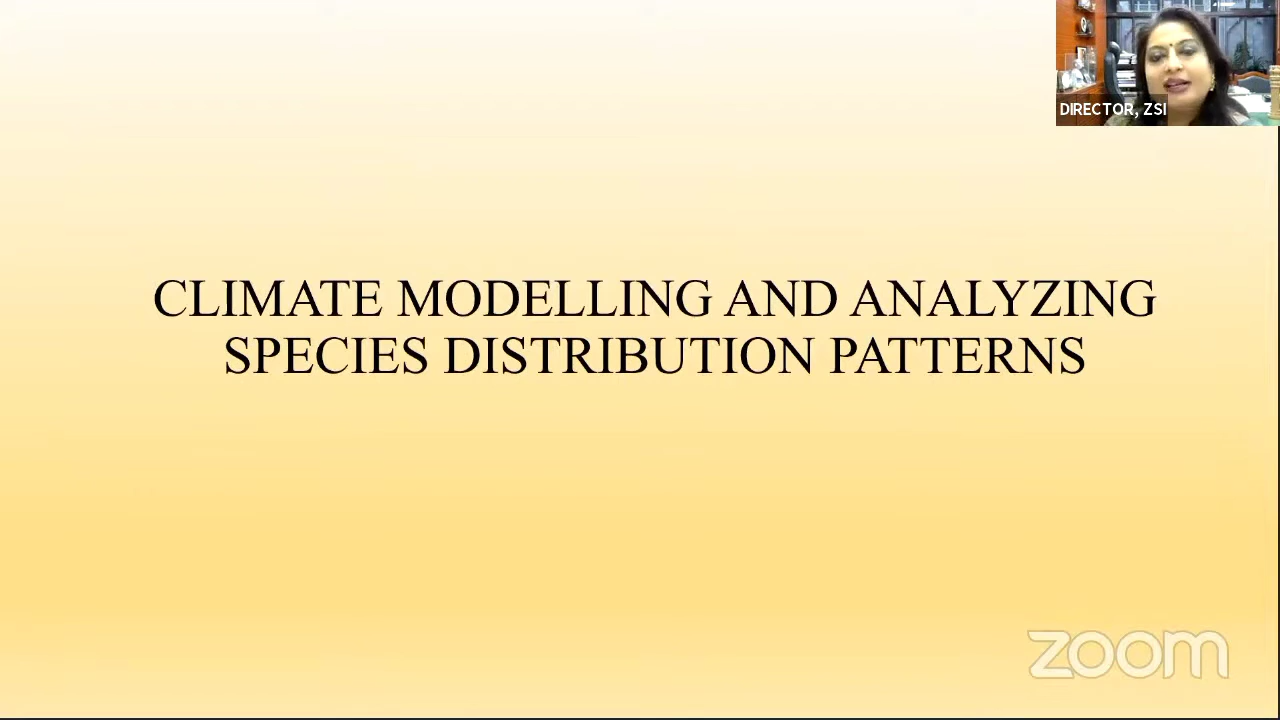 DIRECTOR, ZSI
CLIMATE MODELLING AND ANALYZING
SPECIES DISTRIBUTION PATTERNS
zoom